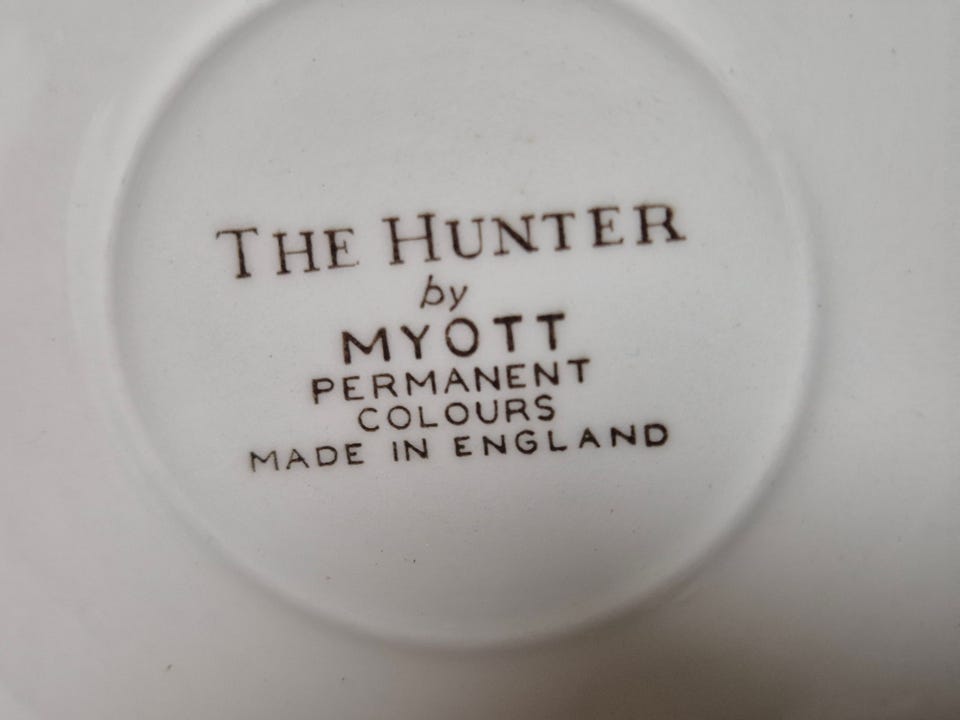 THE HUNTER
by
MYOTT
PERMANENT
COLOURS
MADE IN ENGLAND